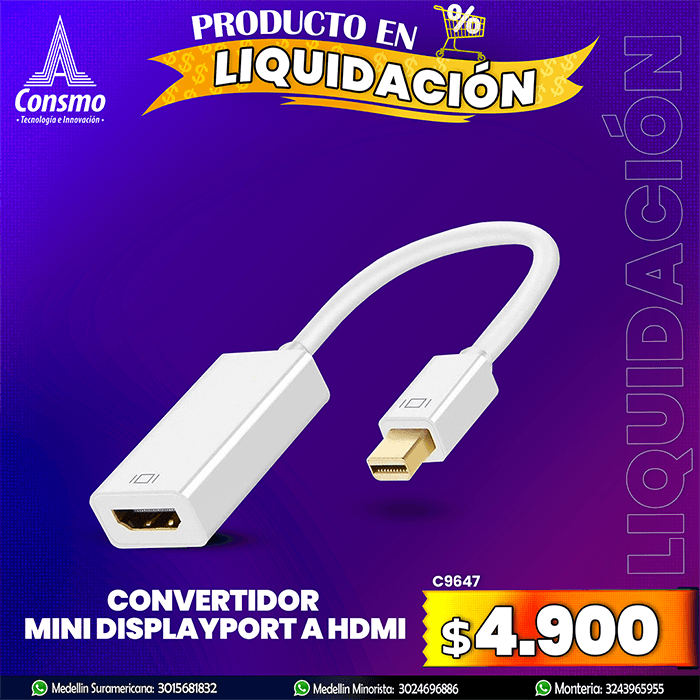 PRODUCTO EN
%
LIQUIDACIÓN
Consmo
• Tecnología e Innovación •
LIQUIDACIÓN
C9647
CONVERTIDOR
MINI DISPLAYPORT A HDMI
$4.900
Medellin Suramericana: 3015681832
Medellin Minorista: 3024696886
Monteria: 3243965955